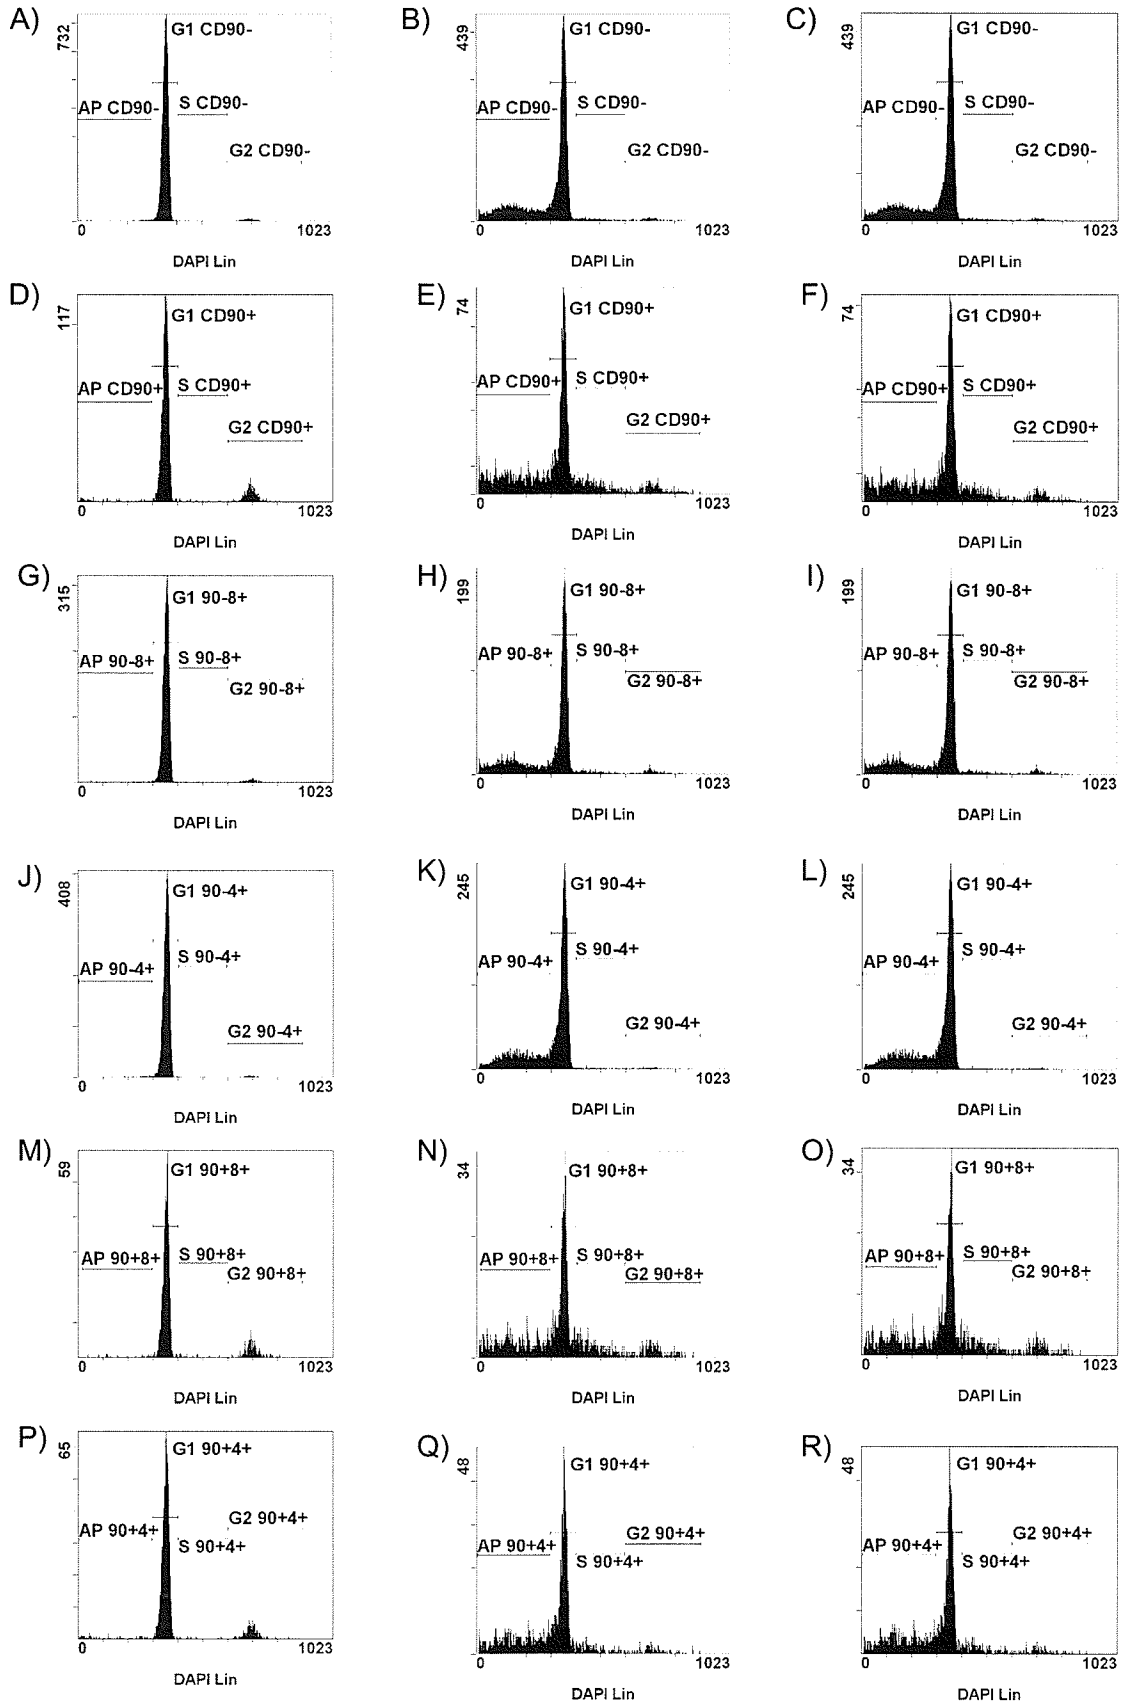 A)
732
G1 CD90-
AP CD90-
S CD90-
G2 CD90-
0 1023
DAPI Lin
B)
439
G1 CD90-
AP CD90-
S CD90-
G2 CD90-
0 1023
DAPI Lin
C)
439
G1 CD90-
AP CD90-
S CD90-
G2 CD90-
0 1023
DAPI Lin
D)
117
G1 CD90+
AP CD90+
S CD90+
G2 CD90+
0 1023
DAPI Lin
E)
74
G1 CD90+
AP CD90+
S CD90+
G2 CD90+
0 1023
DAPI Lin
F)
74
G1 CD90+
AP CD90+
S CD90+
G2 CD90+
0 1023
DAPI Lin
G)
315
G1 90-8+
AP 90-8+
S 90-8+
G2 90-8+
0 1023
DAPI Lin
H)
199
G1 90-8+
AP 90-8+
S 90-8+
G2 90-8+
0 1023
DAPI Lin
I)
199
G1 90-8+
AP 90-8+
S 90-8+
G2 90-8+
0 1023
DAPI Lin
J)
408
G1 90-4+
AP 90-4+
S 90-4+
G2 90-4+
0 1023
DAPI Lin
K)
245
G1 90-4+
AP 90-4+
S 90-4+
G2 90-4+
0 1023
DAPI Lin
L)
245
G1 90-4+
AP 90-4+
S 90-4+
G2 90-4+
0 1023
DAPI Lin
M)
59
G1 90+8+
AP 90+8+
S 90+8+
G2 90+8+
0 1023
DAPI Lin
N)
34
G1 90+8+
AP 90+8+
S 90+8+
G2 90+8+
0 1023
DAPI Lin
O)
34
G1 90+8+
AP 90+8+
S 90+8+
G2 90+8+
0 1023
DAPI Lin
P)
65
G1 90+4+
G2 90+4+
AP 90+4+
S 90+4+
0 1023
DAPI Lin
Q)
48
G1 90+4+
G2 90+4+
AP 90+4+
S 90+4+
0 1023
DAPI Lin
R)
48
G1 90+4+
G2 90+4+
AP 90+4+
S 90+4+
0 1023
DAPI Lin